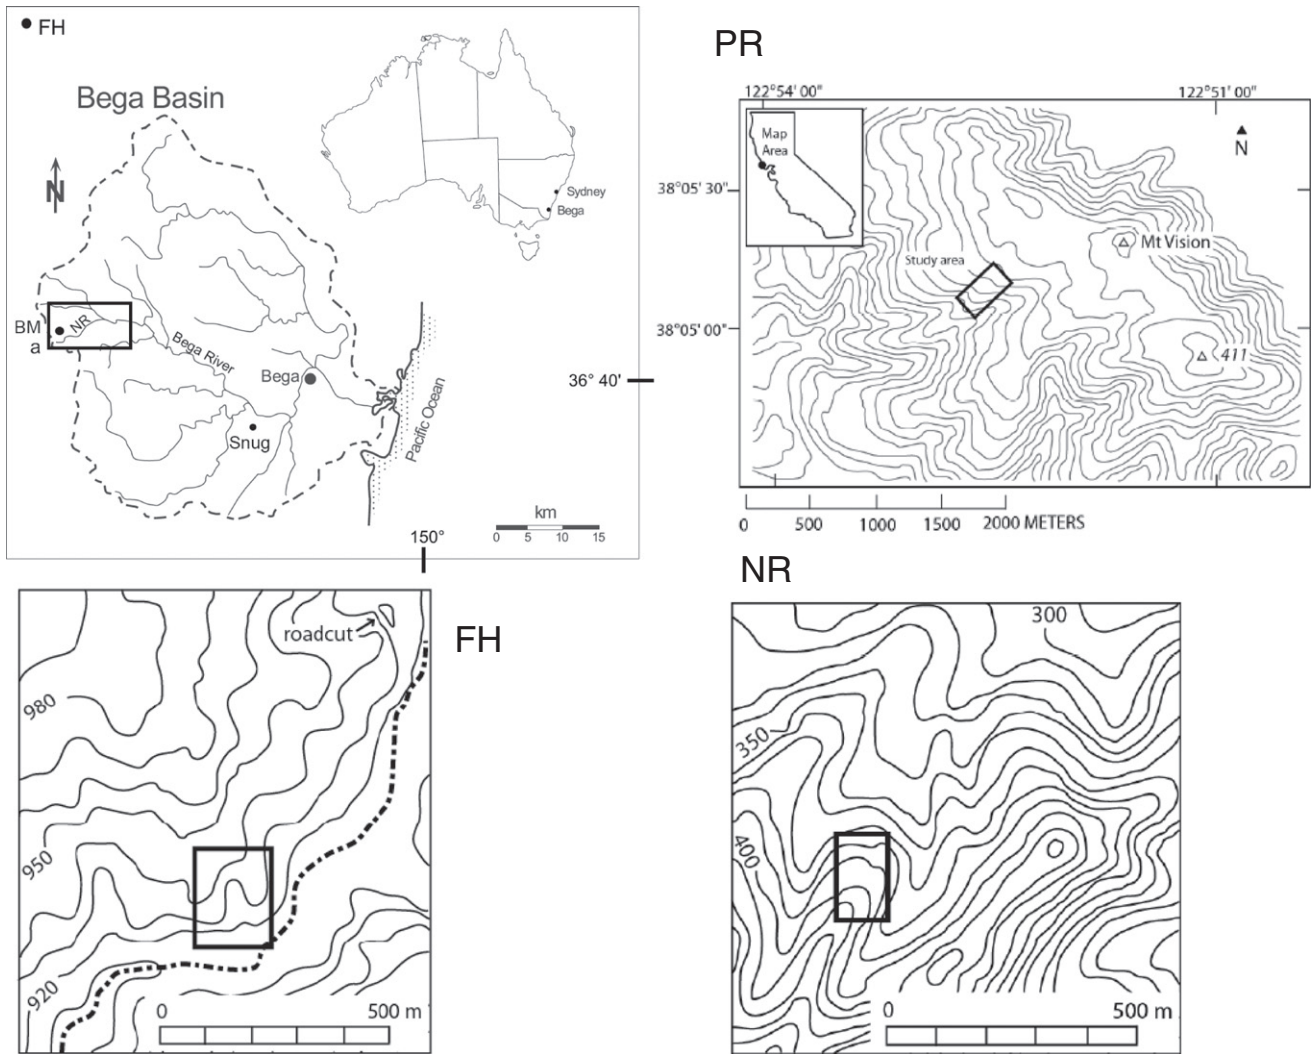 FH
Bega Basin
N
Sydney
Bega
BM
a
NR
Bega River
Bega
Snug
Pacific Ocean
36° 40'
km
0 5 10 15
150°
PR
122°54' 00"
122°51' 00"
Map
Area
N
38°05' 30"
Mt Vision
Study area
38°05' 00"
411
0 500 1000 1500 2000 METERS
roadcut
FH
980
950
920
0 500 m
NR
300
350
400
0 500 m